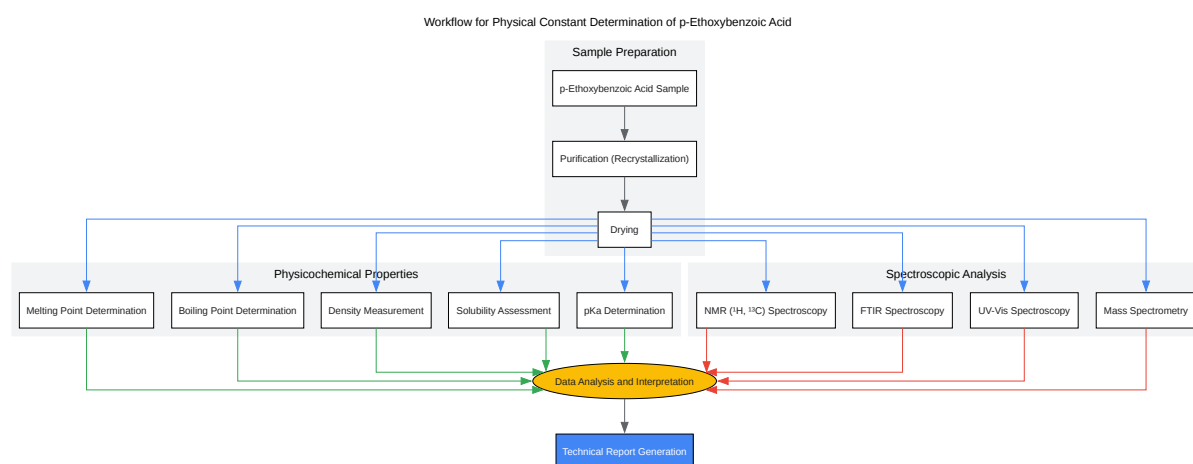 Workflow for Physical Constant Determination of p-Ethoxybenzoic Acid
Sample Preparation
p-Ethoxybenzoic Acid Sample
Purification (Recrystallization)
Drying
Physicochemical Properties
Spectroscopic Analysis
Melting Point Determination
Boiling Point Determination
Density Measurement
Solubility Assessment
pKa Determination
NMR (¹H, ¹³C) Spectroscopy
FTIR Spectroscopy
UV-Vis Spectroscopy
Mass Spectrometry
Data Analysis and Interpretation
Technical Report Generation